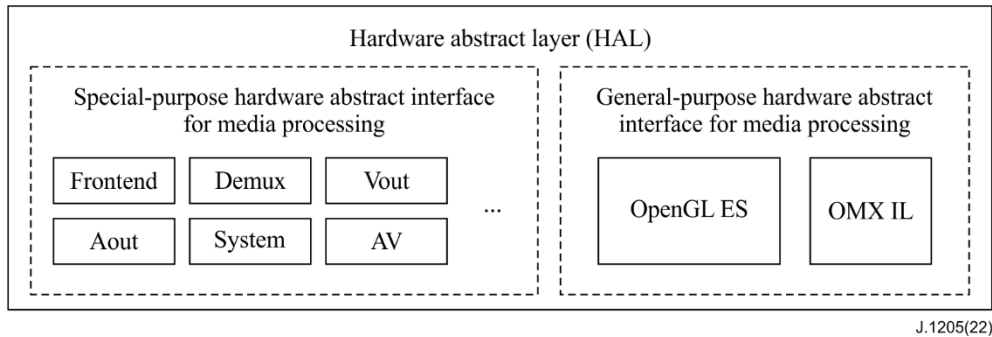 Hardware abstract layer (HAL)
Special-purpose hardware abstract interface
for media processing
Frontend
Demux
Vout
...
Aout
System
AV
General-purpose hardware abstract
interface for media processing
OpenGL ES
OMX IL
J.1205(22)